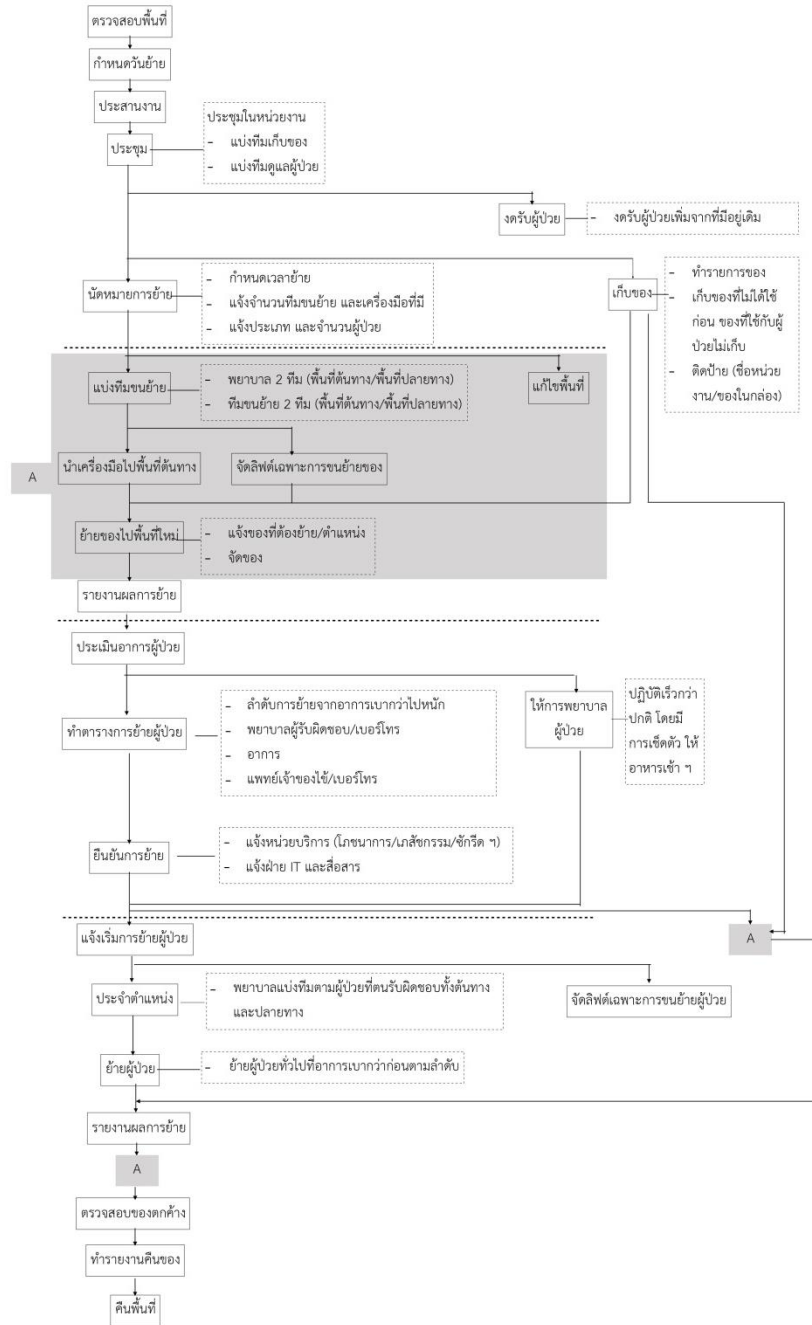 ตรวจสอบพื้นที่
กำหนดวันย้าย
ประสานงาน
ประชุม
ประชุมในหน่วยงาน
- แบ่งทีมเก็บของ
- แบ่งทีมดูแลผู้ป่วย
งดรับผู้ป่วย
- งดรับผู้ป่วยเพิ่มจากที่มีอยู่เดิม
นัดหมายการย้าย
- กำหนดเวลาย้าย
- แจ้งจำนวนทีมขนย้าย และเครื่องมือที่มี
- แจ้งประเภท และจำนวนผู้ป่วย
เก็บของ
- ทำรายการของ
- เก็บของที่ไม่ได้ใช้
ก่อน ของที่ใช้กับผู้
ป่วยไม่เก็บ
- ติดป้าย (ชื่อหน่วย
งาน/ของในกล่อง)
แบ่งทีมขนย้าย
- พยาบาล 2 ทีม (พื้นที่ต้นทาง/พื้นที่ปลายทาง)
- ทีมขนย้าย 2 ทีม (พื้นที่ต้นทาง/พื้นที่ปลายทาง)
แก้ไขพื้นที่
A
นำเครื่องมือไปพื้นที่ต้นทาง
จัดลิฟต์เฉพาะการขนย้ายของ
ย้ายของไปพื้นที่ใหม่
- แจ้งของที่ต้องย้าย/ตำแหน่ง
- จัดของ
รายงานผลการย้าย
ประเมินอาการผู้ป่วย
ทำตารางการย้ายผู้ป่วย
- ลำดับการย้ายจากอาการเบากว่าไปหนัก
- พยาบาลผู้รับผิดชอบ/เบอร์โทร
- อาการ
- แพทย์เจ้าของไข้/เบอร์โทร
ให้การพยาบาล
ผู้ป่วย
ปฏิบัติเร็วกว่า
ปกติ โดยมี
การเช็ดตัว ให้
อาหารเช้า ฯ
ยืนยันการย้าย
- แจ้งหน่วยบริการ (โภชนาการ/เภสัชกรรม/ซักรีด ฯ)
- แจ้งฝ่าย IT และสื่อสาร
แจ้งเริ่มการย้ายผู้ป่วย
A
ประจำตำแหน่ง
- พยาบาลแบ่งทีมตามผู้ป่วยที่ตนรับผิดชอบทั้งต้นทาง
และปลายทาง
จัดลิฟต์เฉพาะการขนย้ายผู้ป่วย
ย้ายผู้ป่วย
- ย้ายผู้ป่วยทั่วไปที่อาการเบากว่าก่อนตามลำดับ
รายงานผลการย้าย
A
ตรวจสอบของตกค้าง
ทำรายงานคืนของ
คืนพื้นที่